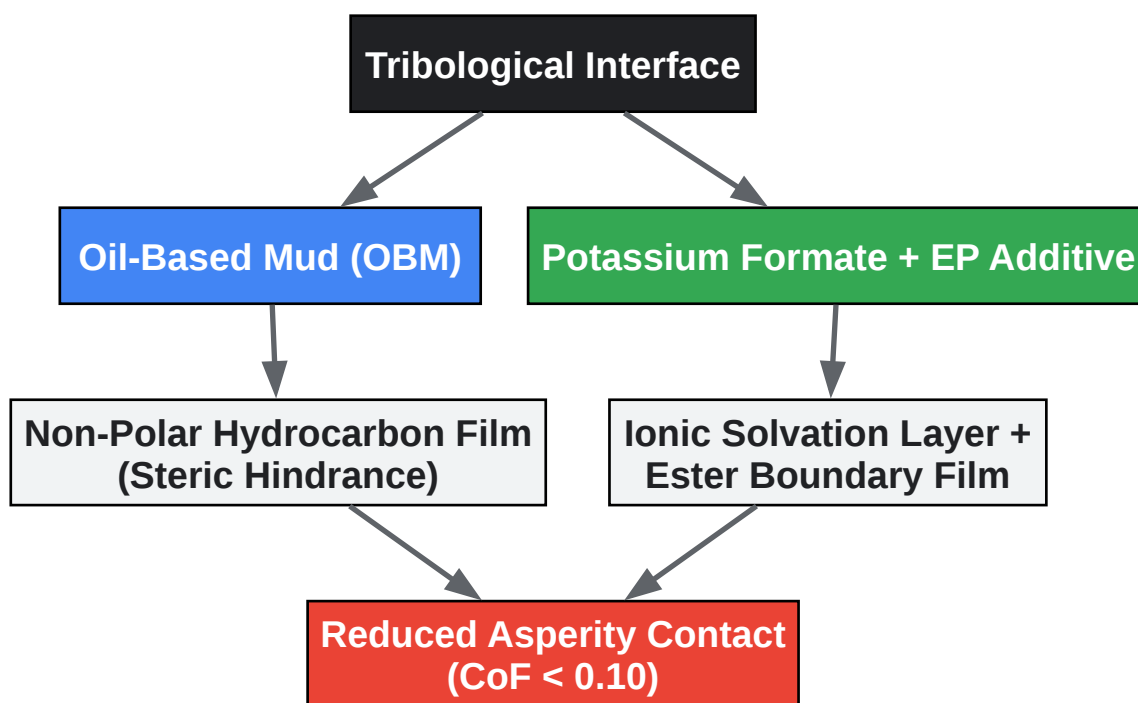 Tribological Interface
Oil-Based Mud (OBM)
Potassium Formate + EP Additive
Non-Polar Hydrocarbon Film
(Steric Hindrance)
Ionic Solvation Layer +
Ester Boundary Film
Reduced Asperity Contact
(CoF < 0.10)